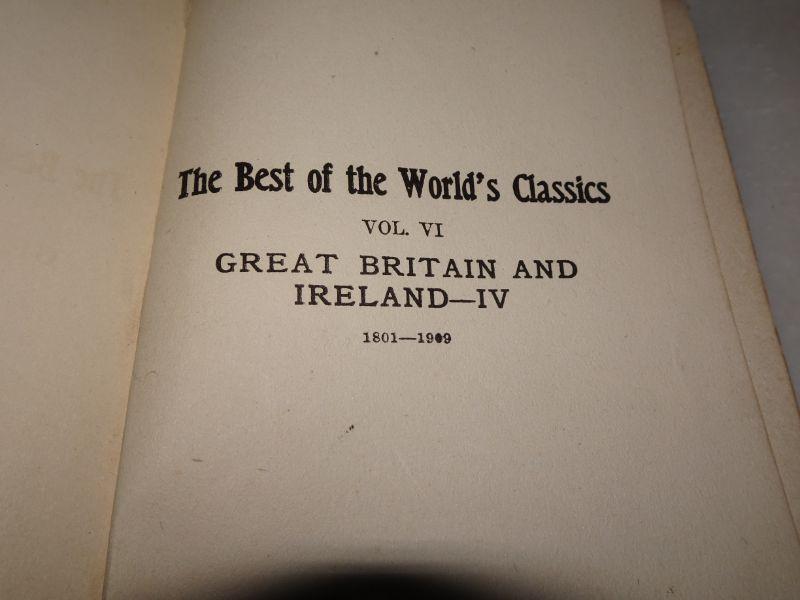 The Best of the World's Classics
VOL. VI
GREAT BRITAIN AND
IRELAND—IV
1801—1909